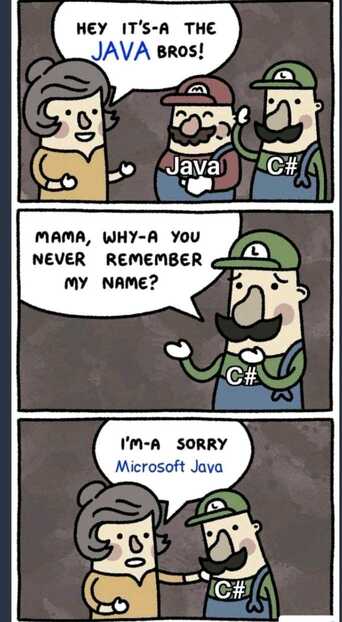 HEY IT'S-A THE
JAVA BROS!
M
L
Java
C#
MAMA, WHY-A YOU
NEVER REMEMBER
MY NAME?
L
C#
I'M-A SORRY
Microsoft Java
L
C#